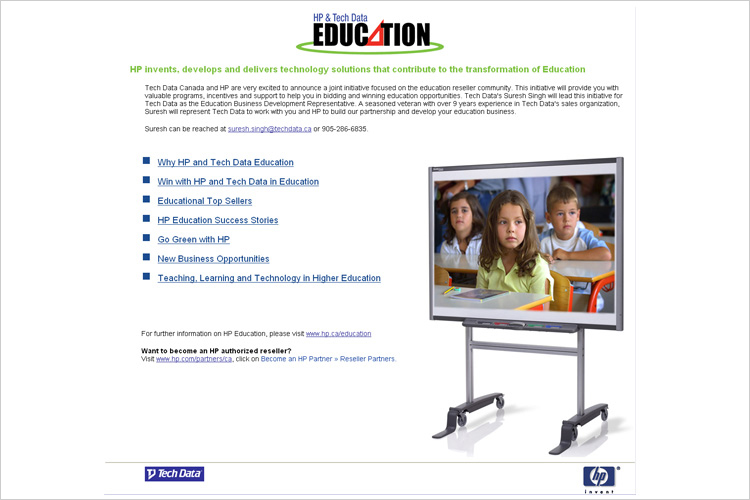 HP & Tech Data
EDUCATION
HP invents, develops and delivers technology solutions that contribute to the transformation of Education
Tech Data Canada and HP are very excited to announce a joint initiative focused on the education reseller community. This initiative will provide you with
valuable programs, incentives and support to help you in bidding and winning education opportunities. Tech Data's Suresh Singh will lead this initiative for
Tech Data as the Education Business Development Representative. A seasoned veteran with over 9 years experience in Tech Data's sales organization,
Suresh will represent Tech Data to work with you and HP to build our partnership and develop your education business.
Suresh can be reached at suresh.singh@techdata.ca or 905-286-6835.
Why HP and Tech Data Education
Win with HP and Tech Data in Education
Educational Top Sellers
HP Education Success Stories
Go Green with HP
New Business Opportunities
Teaching, Learning and Technology in Higher Education
For further information on HP Education, please visit www.hp.ca/education
Want to become an HP authorized reseller?
Visit www.hp.com/partners/ca, click on Become an HP Partner » Reseller Partners.
Tech Data
hp
invent